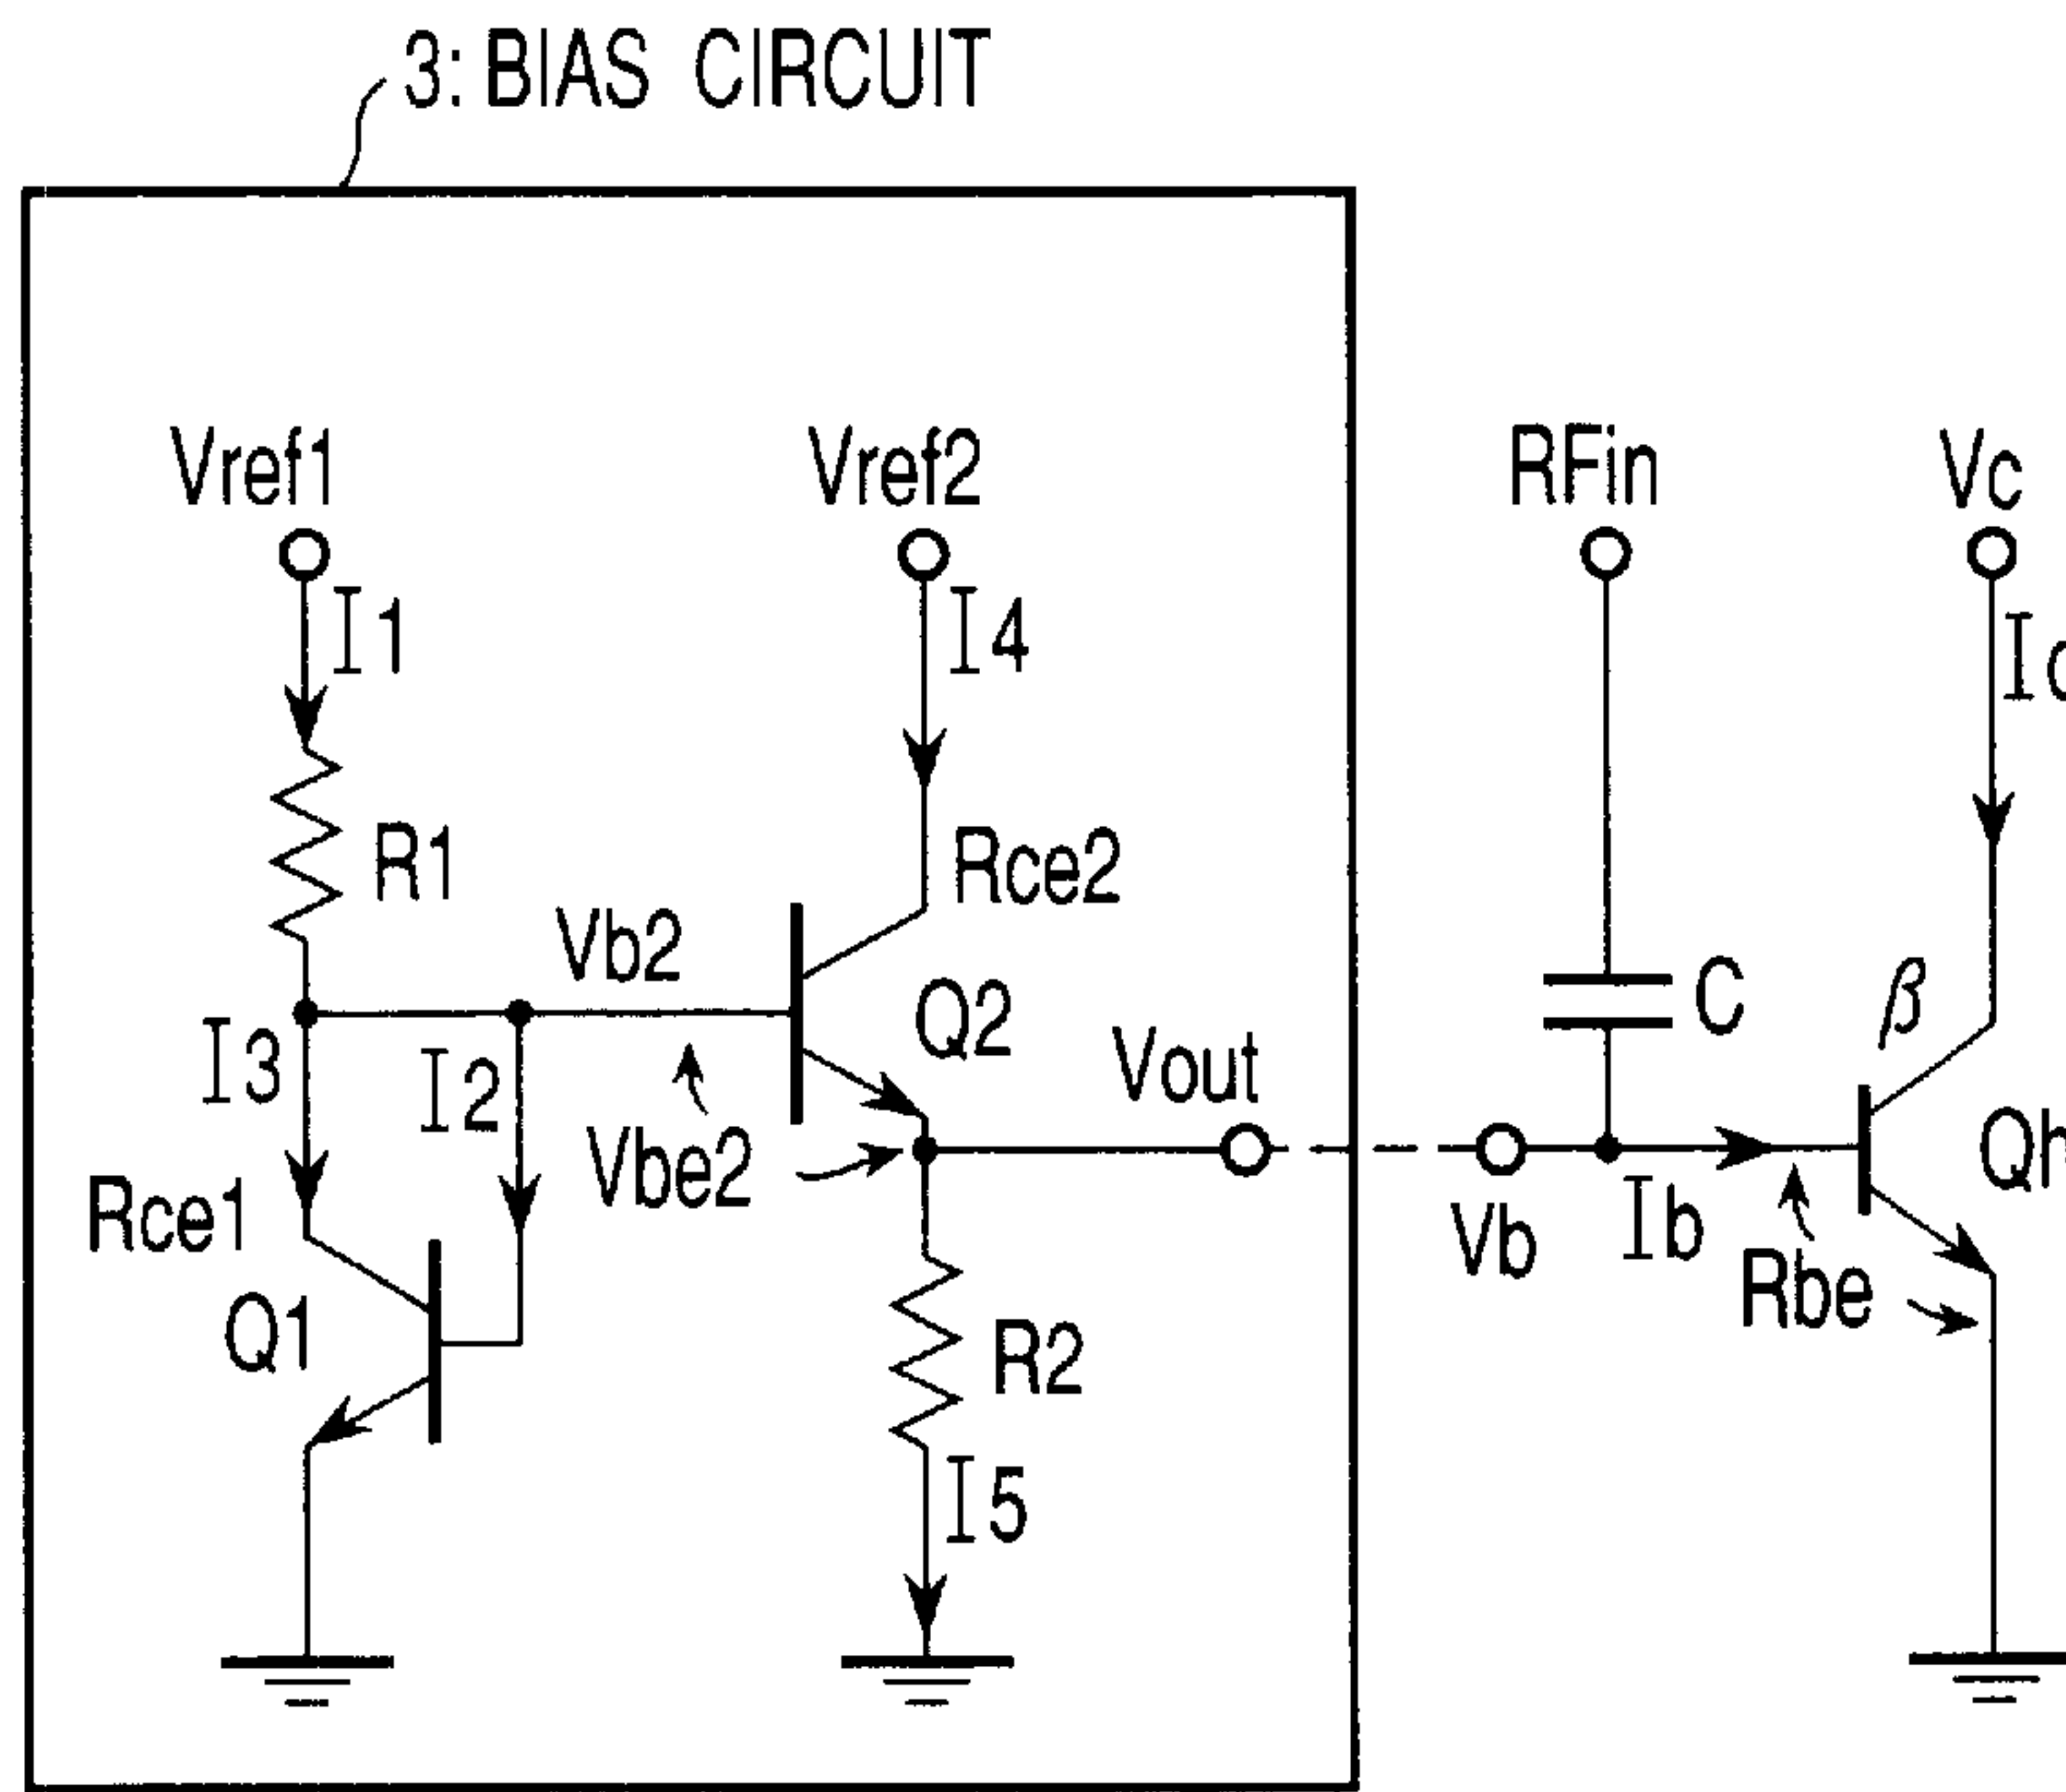 3: BIAS CIRCUIT
Vref1
Vref2
RFin
Vc
I1
I4
R1
Rce2
Vb2
Q2
C
β
I3
I2
Vbe2
Vout
Rce1
Q1
Vb
Ib
Rbe
R2
I5